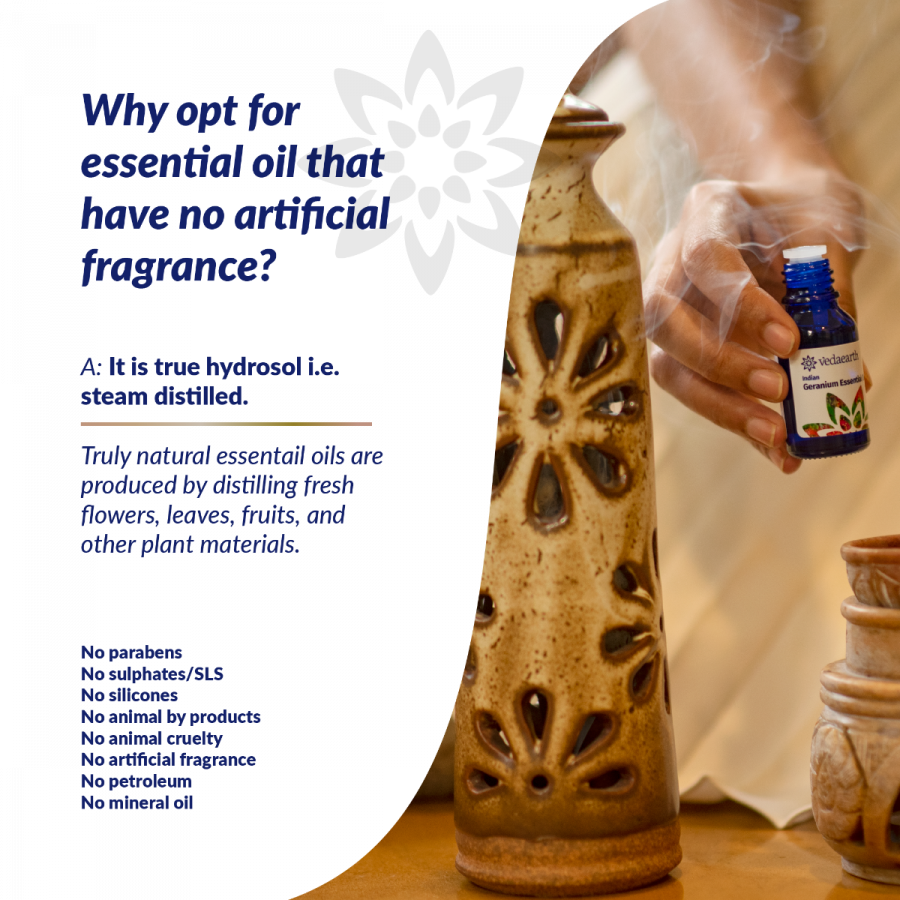 Why opt for
essential oil that
have no artificial
fragrance?
A: It is true hydrosol i.e.
steam distilled.
Truly natural essentail oils are
produced by distilling fresh
flowers, leaves, fruits, and
other plant materials.
No parabens
No sulphates/SLS
No silicones
No animal by products
No animal cruelty
No artificial fragrance
No petroleum
No mineral oil
vedaearth
Indian
Geranium Essential